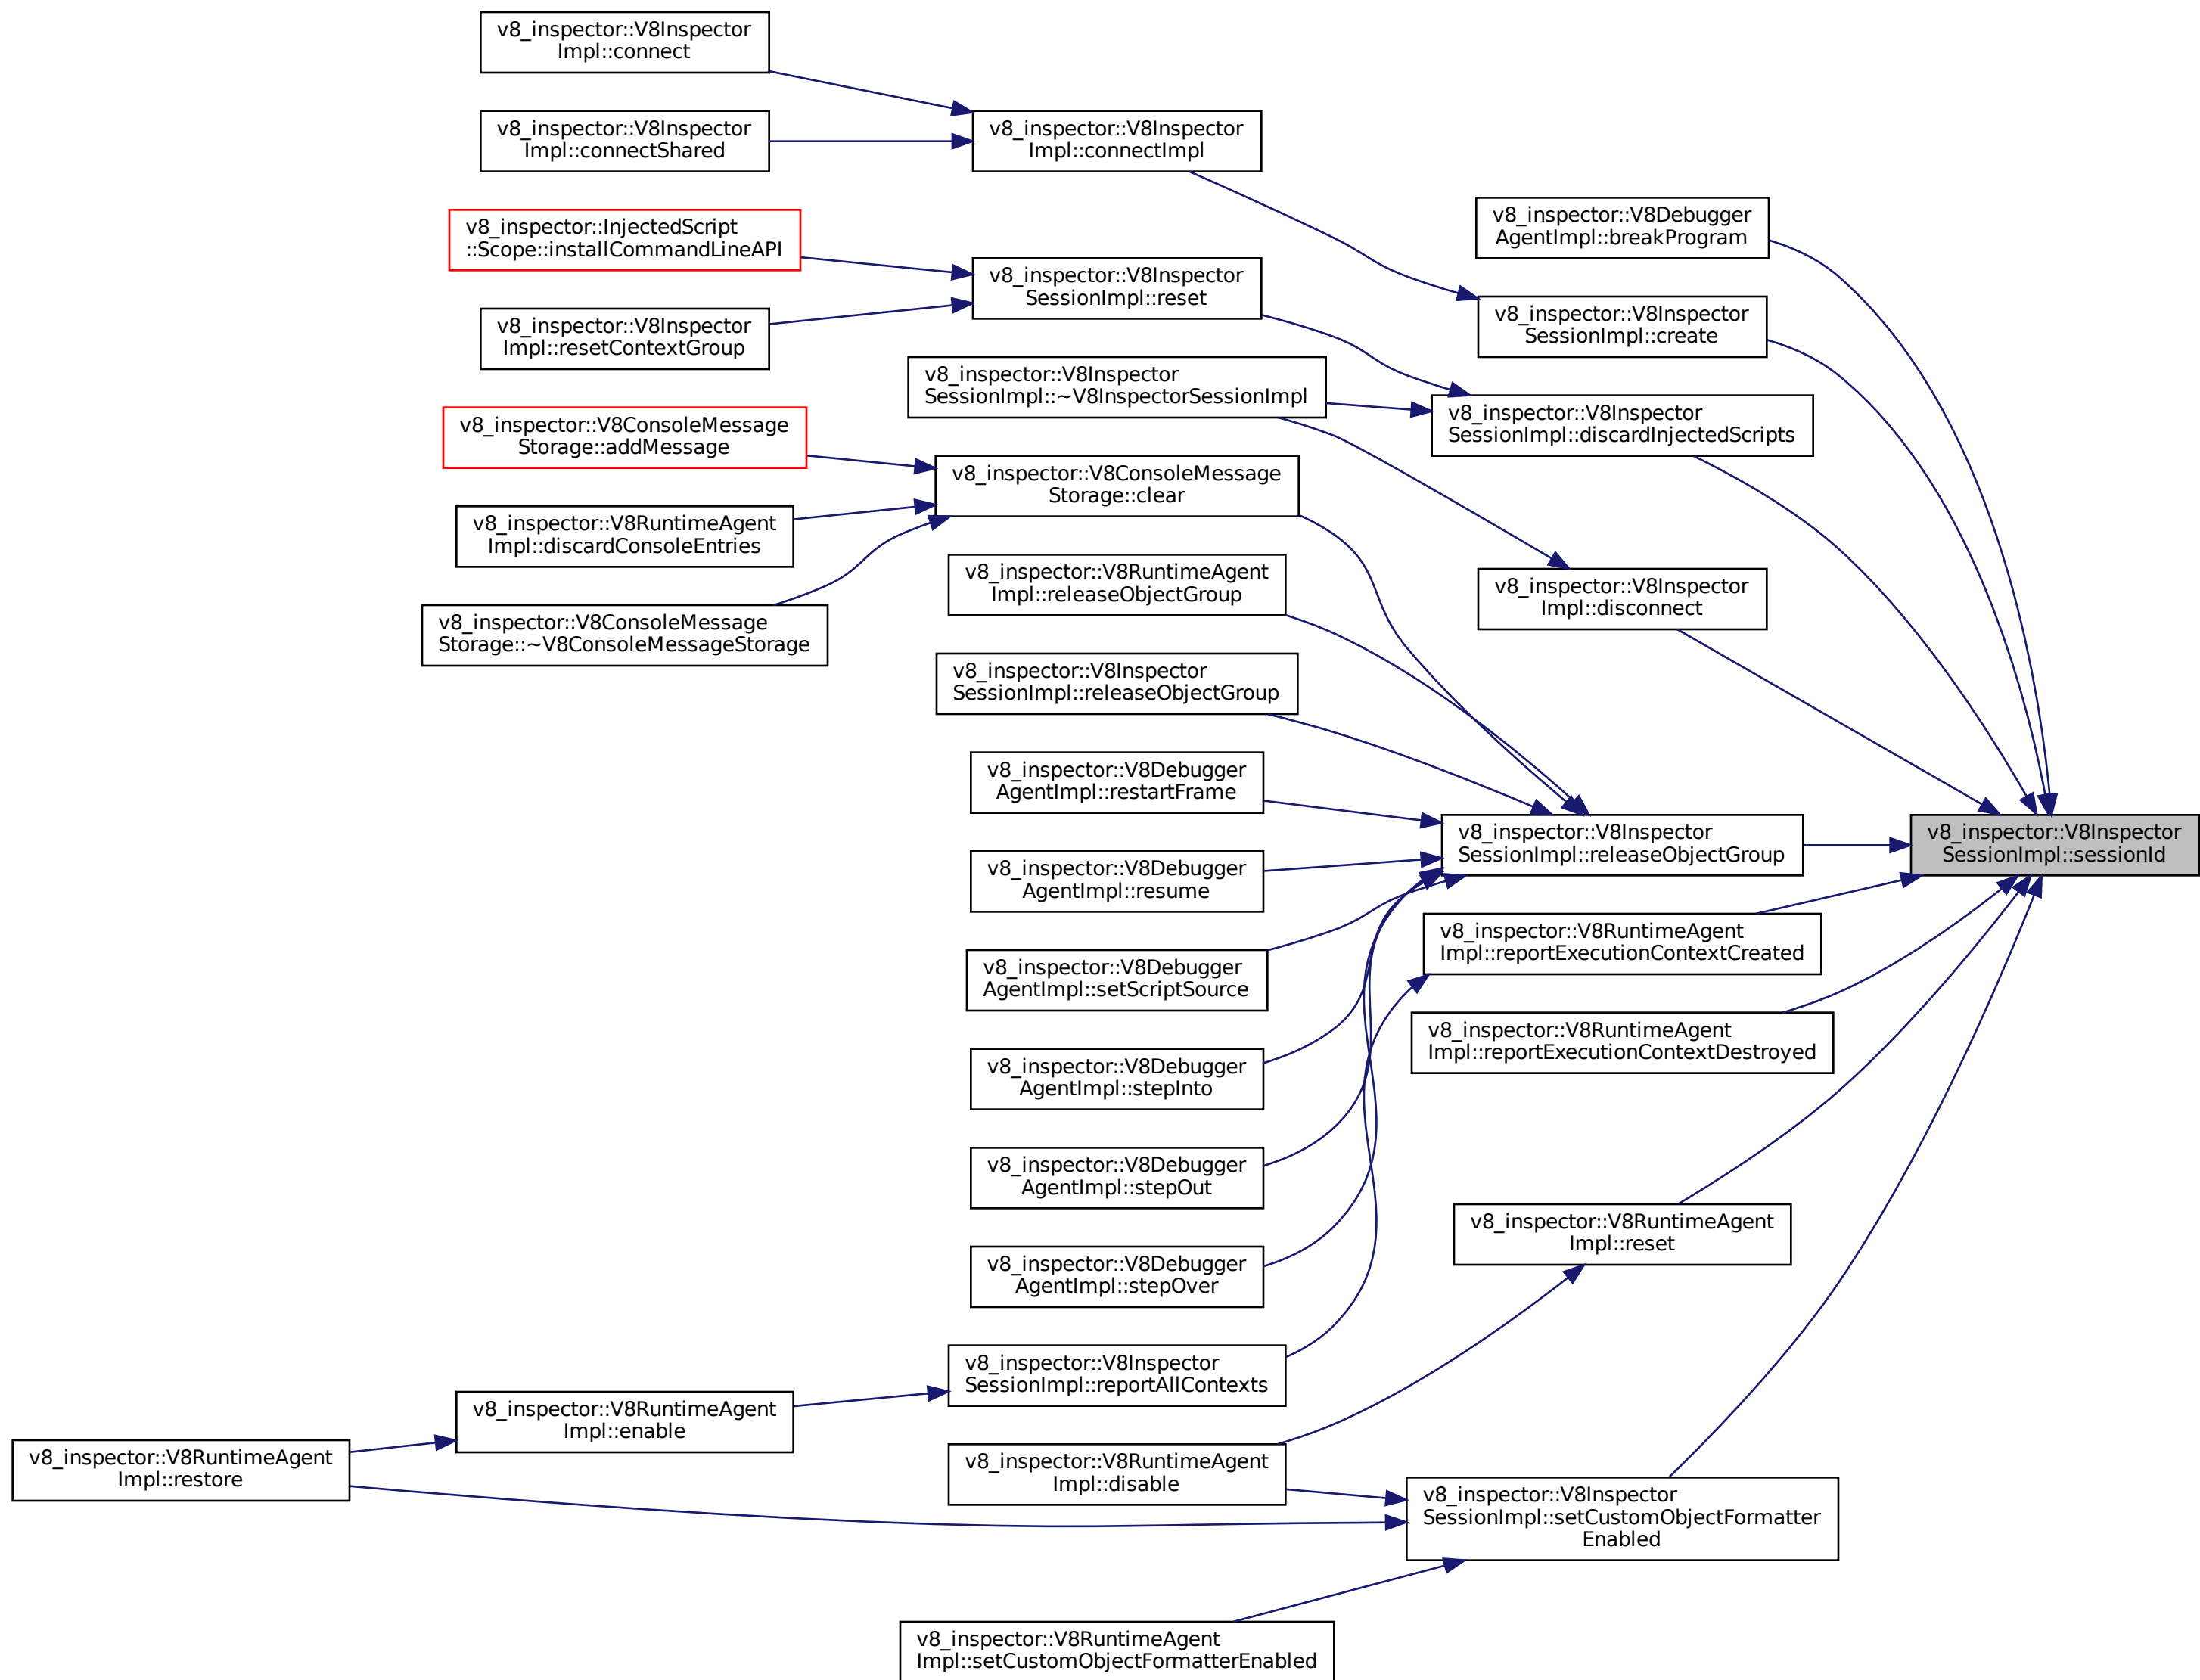 v8_inspector::V8Inspector
Impl::connect
v8_inspector::V8Inspector
Impl::connectShared
v8_inspector::V8Inspector
Impl::connectImpl
v8_inspector::V8Debugger
AgentImpl::breakProgram
v8_inspector::InjectedScript
::Scope::installCommandLineAPI
v8_inspector::V8Inspector
SessionImpl::reset
v8_inspector::V8Inspector
SessionImpl::create
v8_inspector::V8Inspector
Impl::resetContextGroup
v8_inspector::V8Inspector
SessionImpl::~V8InspectorSessionImpl
v8_inspector::V8Inspector
SessionImpl::discardInjectedScripts
v8_inspector::V8ConsoleMessage
Storage::addMessage
v8_inspector::V8ConsoleMessage
Storage::clear
v8_inspector::V8RuntimeAgent
Impl::discardConsoleEntries
v8_inspector::V8RuntimeAgent
Impl::releaseObjectGroup
v8_inspector::V8Inspector
Impl::disconnect
v8_inspector::V8ConsoleMessage
Storage::~V8ConsoleMessageStorage
v8_inspector::V8Inspector
SessionImpl::releaseObjectGroup
v8_inspector::V8Debugger
AgentImpl::restartFrame
v8_inspector::V8Inspector
SessionImpl::releaseObjectGroup
v8_inspector::V8Inspector
SessionImpl::sessionId
v8_inspector::V8Debugger
AgentImpl::resume
v8_inspector::V8RuntimeAgent
Impl::reportExecutionContextCreated
v8_inspector::V8Debugger
AgentImpl::setScriptSource
v8_inspector::V8RuntimeAgent
Impl::reportExecutionContextDestroyed
v8_inspector::V8Debugger
AgentImpl::stepInto
v8_inspector::V8Debugger
AgentImpl::stepOut
v8_inspector::V8RuntimeAgent
Impl::reset
v8_inspector::V8Debugger
AgentImpl::stepOver
v8_inspector::V8Inspector
SessionImpl::reportAllContexts
v8_inspector::V8RuntimeAgent
Impl::enable
v8_inspector::V8RuntimeAgent
Impl::restore
v8_inspector::V8RuntimeAgent
Impl::disable
v8_inspector::V8Inspector
SessionImpl::setCustomObjectFormatter
Enabled
v8_inspector::V8RuntimeAgent
Impl::setCustomObjectFormatterEnabled